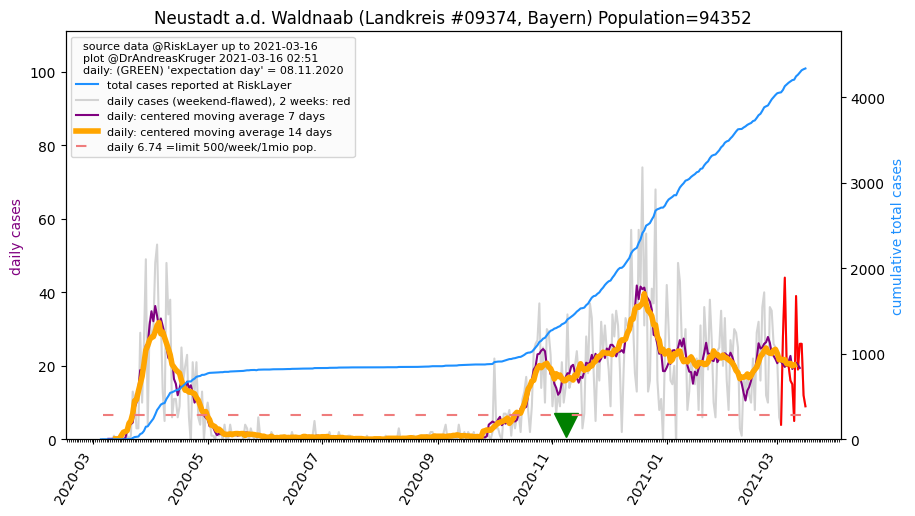 Neustadt a.d. Waldnaab (Landkreis #09374, Bayern) Population=94352
source data @RiskLayer up to 2021-03-16
plot @DrAndreasKruger 2021-03-16 02:51
daily: (GREEN) 'expectation day' = 08.11.2020
total cases reported at RiskLayer
daily cases (weekend-flawed), 2 weeks: red
daily: centered moving average 7 days
daily: centered moving average 14 days
daily 6.74 =limit 500/week/1mio pop.
daily cases
100
80
60
40
20
0
cumulative total cases
4000
3000
2000
1000
0
2020-03
2020-05
2020-07
2020-09
2020-11
2021-01
2021-03